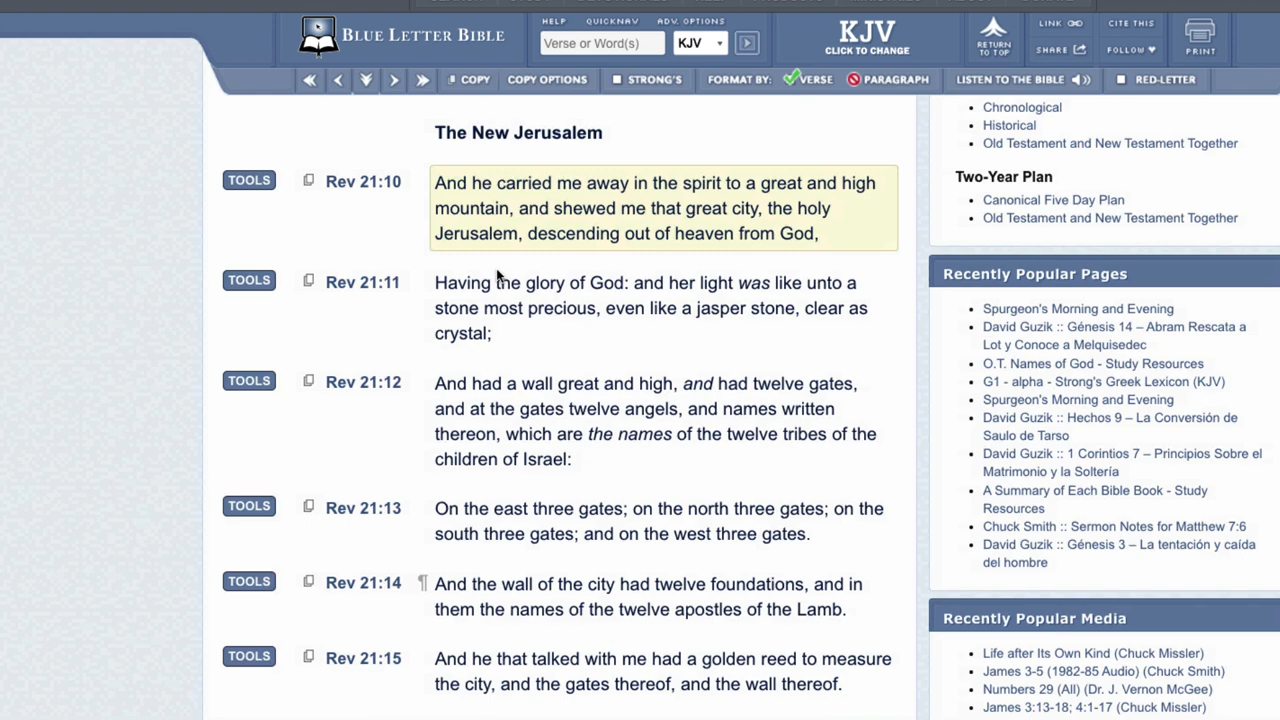 HELP QUICKNAV ADV. OPTIONS
BLUE LETTER BIBLE
Verse or Word(s)
KJV
KJV
CLICK TO CHANGE
RETURN
TO TOP
LINK
SHARE
CITE THIS
FOLLOW
PRINT
COPY COPY OPTIONS STRONG'S FORMAT BY: VERSE PARAGRAPH LISTEN TO THE BIBLE RED-LETTER
The New Jerusalem
TOOLS Rev 21:10 And he carried me away in the spirit to a great and high
mountain, and shewed me that great city, the holy
Jerusalem, descending out of heaven from God,
TOOLS Rev 21:11 Having the glory of God: and her light was like unto a
stone most precious, even like a jasper stone, clear as
crystal;
TOOLS Rev 21:12 And had a wall great and high, and had twelve gates,
and at the gates twelve angels, and names written
thereon, which are the names of the twelve tribes of the
children of Israel:
TOOLS Rev 21:13 On the east three gates; on the north three gates; on the
south three gates; and on the west three gates.
TOOLS Rev 21:14 ¶ And the wall of the city had twelve foundations, and in
them the names of the twelve apostles of the Lamb.
TOOLS Rev 21:15 And he that talked with me had a golden reed to measure
the city, and the gates thereof, and the wall thereof.
Chronological
Historical
Old Testament and New Testament Together
Two-Year Plan
Canonical Five Day Plan
Old Testament and New Testament Together
Recently Popular Pages
Spurgeon's Morning and Evening
David Guzik :: Génesis 14 – Abram Rescata a
Lot y Conoce a Melquisedec
O.T. Names of God - Study Resources
G1 - alpha - Strong's Greek Lexicon (KJV)
Spurgeon's Morning and Evening
David Guzik :: Hechos 9 – La Conversión de
Saulo de Tarso
David Guzik :: 1 Corintios 7 – Principios Sobre el
Matrimonio y la Soltería
A Summary of Each Bible Book - Study
Resources
Chuck Smith :: Sermon Notes for Matthew 7:6
David Guzik :: Génesis 3 – La tentación y caída
del hombre
Recently Popular Media
Life after Its Own Kind (Chuck Missler)
James 3-5 (1982-85 Audio) (Chuck Smith)
Numbers 29 (All) (Dr. J. Vernon McGee)
James 3:13-18; 4:1-17 (Chuck Missler)